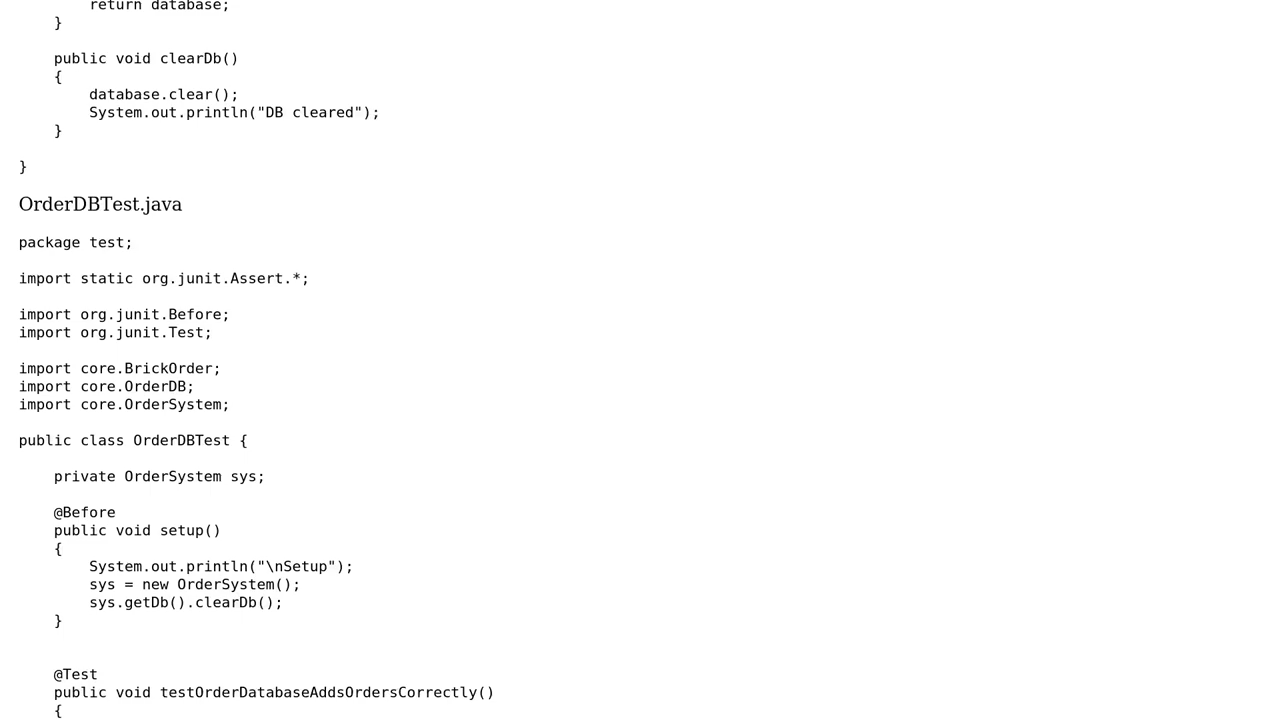 return database;
    }

    public void clearDb()
    {
        database.clear();
        System.out.println("DB cleared");
    }

}
OrderDBTest.java
package test;

import static org.junit.Assert.*;

import org.junit.Before;
import org.junit.Test;

import core.BrickOrder;
import core.OrderDB;
import core.OrderSystem;

public class OrderDBTest {

    private OrderSystem sys;

    @Before
    public void setup()
    {
        System.out.println("\nSetup");
        sys = new OrderSystem();
        sys.getDb().clearDb();
    }


    @Test
    public void testOrderDatabaseAddsOrdersCorrectly()
    {